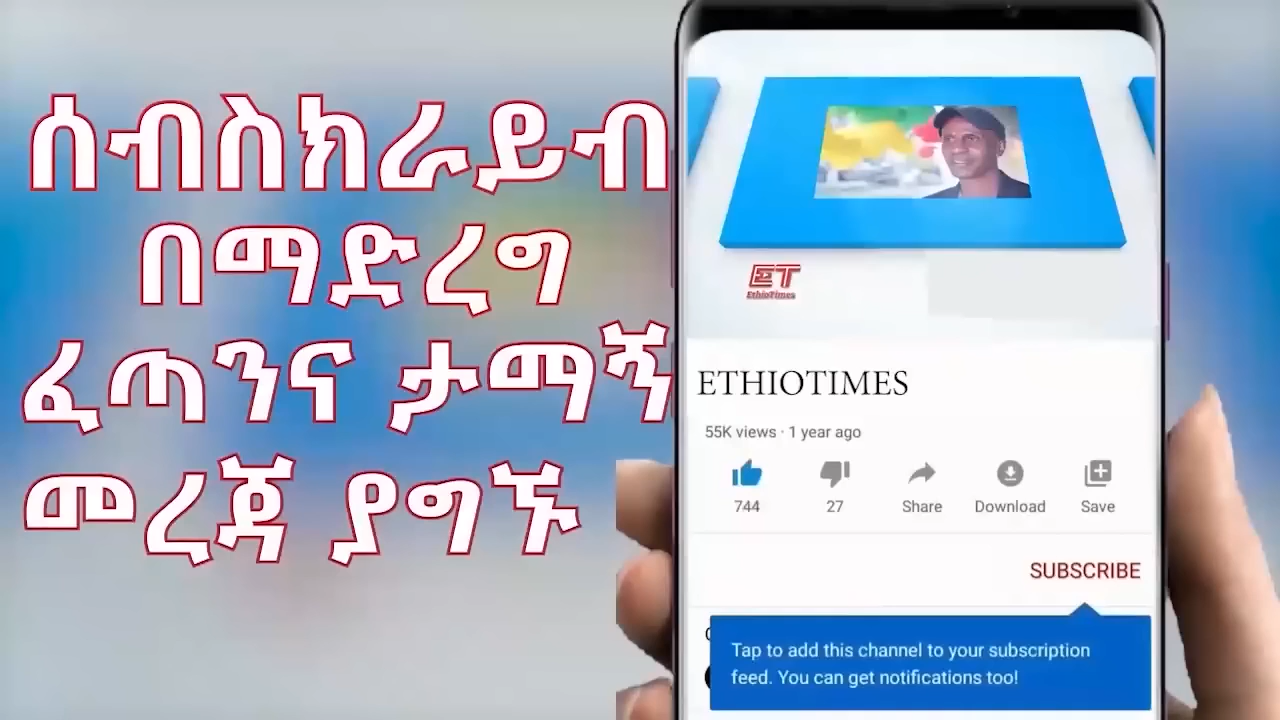 ሰብስክራይብ
በማድረግ
ፈጣንና ታማኝ
መረጃ ያግኙ
ET
EthioTimes
ETHIOTIMES
55K views · 1 year ago
744
27
Share
Download
Save
SUBSCRIBE
Tap to add this channel to your subscription
feed. You can get notifications too!